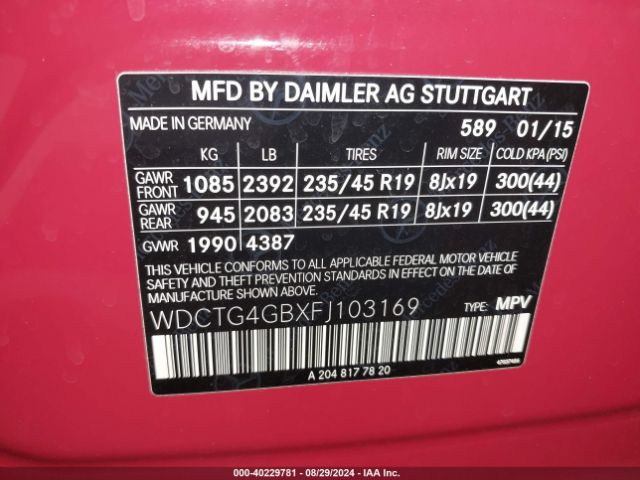 MFD BY DAIMLER AG STUTTGART
MADE IN GERMANY 589 01/15
KG LB TIRES RIM SIZE COLD KPA (PSI)
GAWR FRONT 1085 2392 235/45 R19 8Jx19 300(44)
GAWR REAR 945 2083 235/45 R19 8Jx19 300(44)
GVWR 1990 4387
THIS VEHICLE CONFORMS TO ALL APPLICABLE FEDERAL MOTOR VEHICLE
SAFETY AND THEFT PREVENTION STANDARDS IN EFFECT ON THE DATE
OF MANUFACTURE SHOWN ABOVE.
WDCTG4GBXFJ103169 TYPE: MPV
A 204 817 78 20
000-40229781 - 08/29/2024 - IAA Inc.